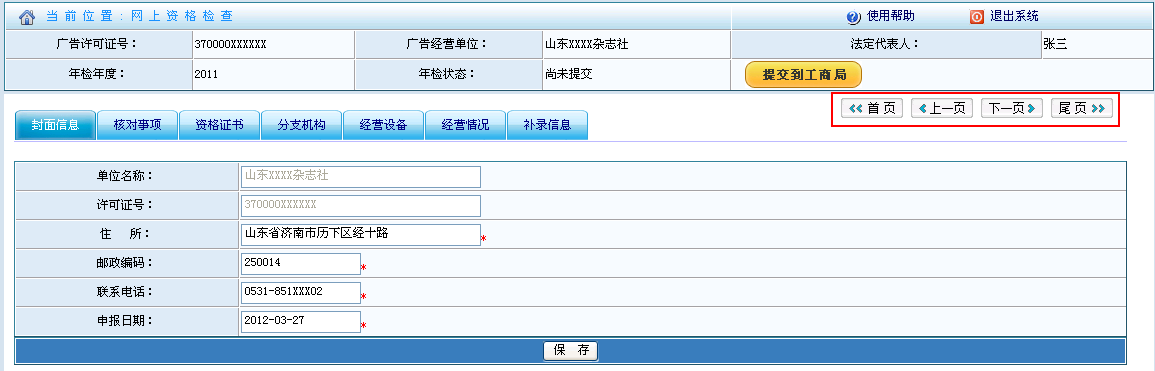 当前位置:网上资格检查 使用帮助 退出系统
广告许可证号： 370000XXXXXX 广告经营单位： 山东XXXX杂志社 法定代表人： 张三
年检年度： 2011 年检状态： 尚未提交 提交到工商局
首 页 上一页 下一页 尾 页
封面信息 核对事项 资格证书 分支机构 经营设备 经营情况 补录信息
单位名称： 山东XXXX杂志社
许可证号： 370000XXXXXX
住 所： 山东省济南市历下区经十路 *
邮政编码： 250014 *
联系电话： 0531-851XXX02 *
申报日期： 2012-03-27 *
保 存